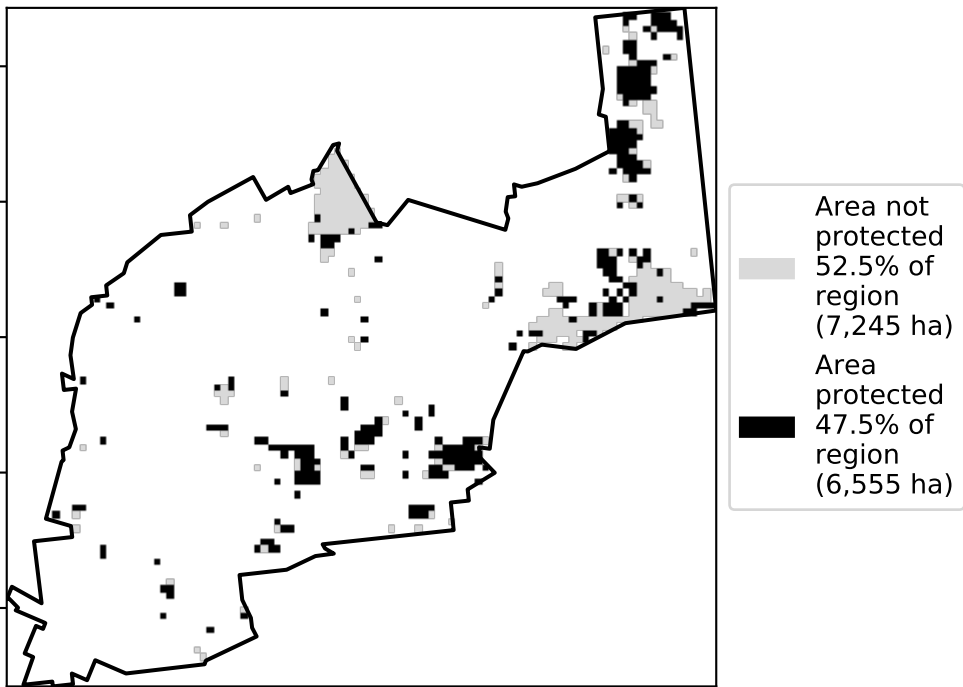 Area not
protected
52.5% of
region
(7,245 ha)
Area
protected
47.5% of
region
(6,555 ha)